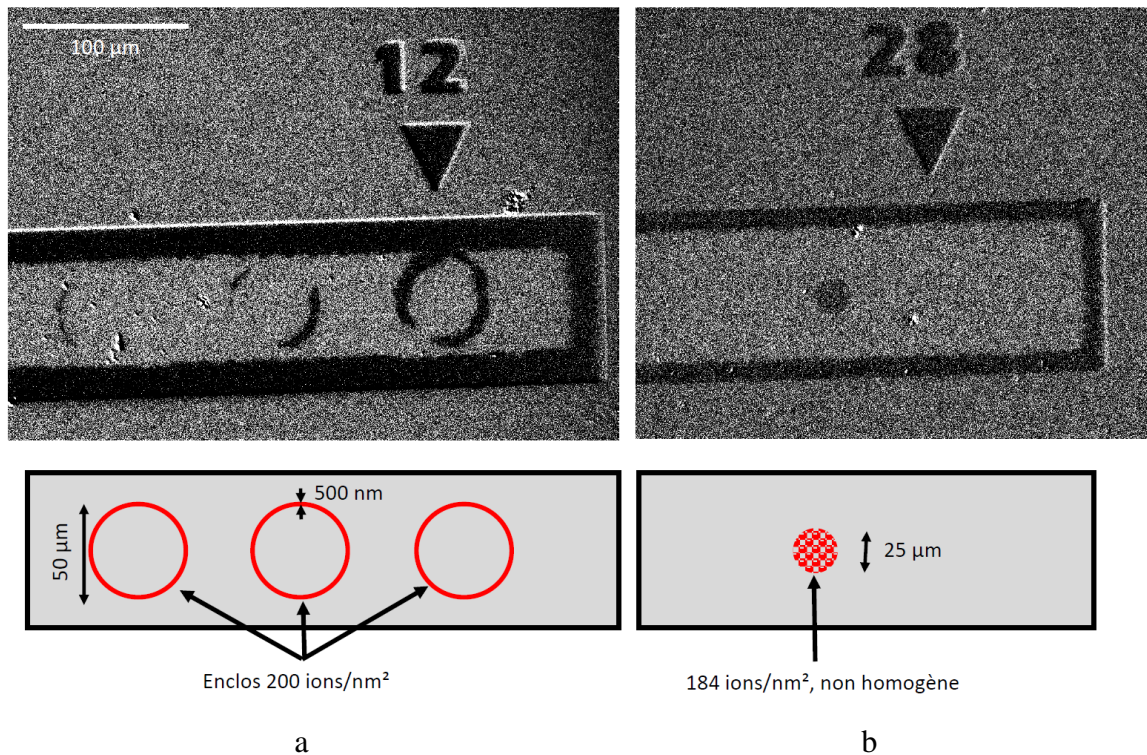 100 µm
12
28
500 nm
50 µm
25 µm
Enclos 200 ions/nm²
184 ions/nm², non homogène
a
b